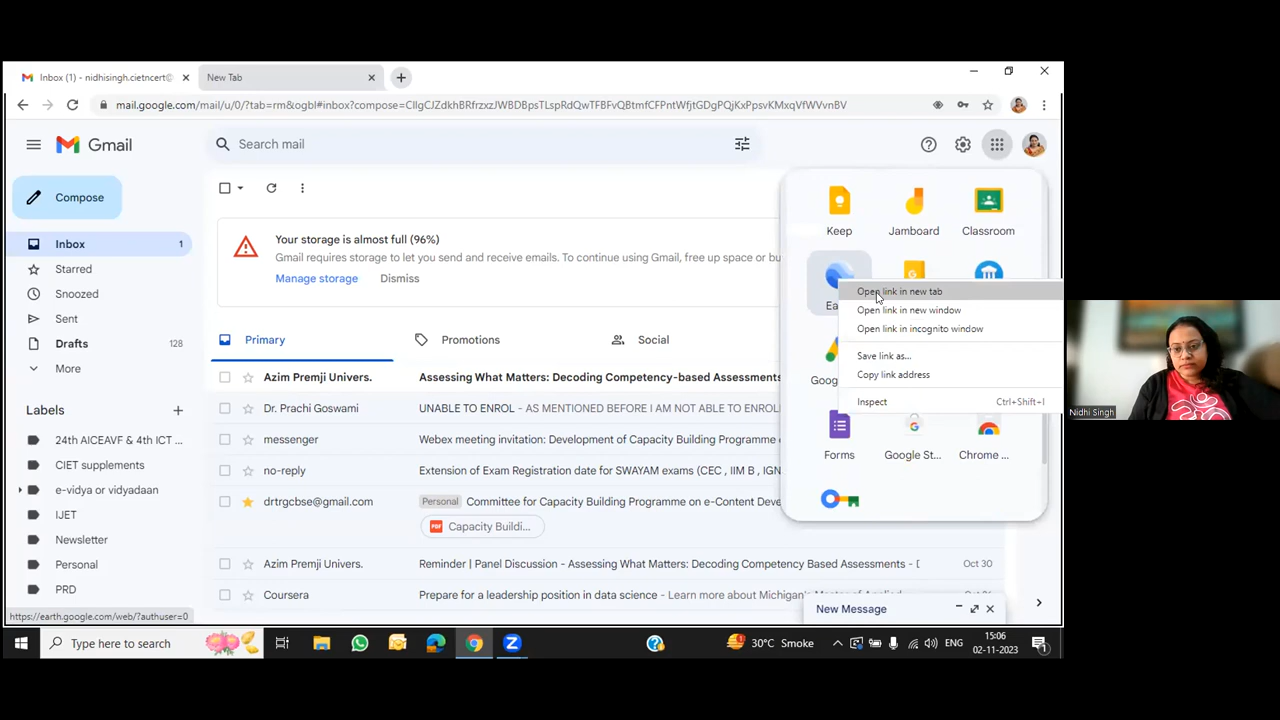 Inbox (1) - nidhisingh.cietncert@
New Tab
mail.google.com/mail/u/0/?tab=rm&ogbl#inbox?compose=
Gmail
Search mail
Compose
Inbox 1
Starred
Snoozed
Sent
Drafts 128
More
Labels
24th AICEAVF & 4th ICT ...
CIET supplements
e-vidya or vidyadaan
IJET
Newsletter
Personal
PRD
https://earth.google.com/web/?authuser=0
Your storage is almost full (96%)
Gmail requires storage to let you send and receive emails. To continue using Gmail, free up space or bu
Manage storage Dismiss
Primary Promotions Social
Azim Premji Univers. Assessing What Matters: Decoding Competency-based Assessments
Dr. Prachi Goswami UNABLE TO ENROL - AS MENTIONED BEFORE I AM NOT ABLE TO ENROL
messenger Webex meeting invitation: Development of Capacity Building Programme
no-reply Extension of Exam Registration date for SWAYAM exams (CEC , IIM B , IGN
drtrgcbse@gmail.com Personal Committee for Capacity Building Programme on e-Content Deve
PDF Capacity Buildi...
Azim Premji Univers. Reminder | Panel Discussion - Assessing What Matters: Decoding Competency Based Assessments - Oct 30
Coursera Prepare for a leadership position in data science - Learn more about Michigan's
Keep Jamboard Classroom
Ea
Open link in new tab
Open link in new window
Open link in incognito window
Save link as...
Copy link address
Inspect Ctrl+Shift+I
Goog
Forms Google St... Chrome ...
New Message
Nidhi Singh
Type here to search
30°C Smoke
ENG
15:06
02-11-2023
1